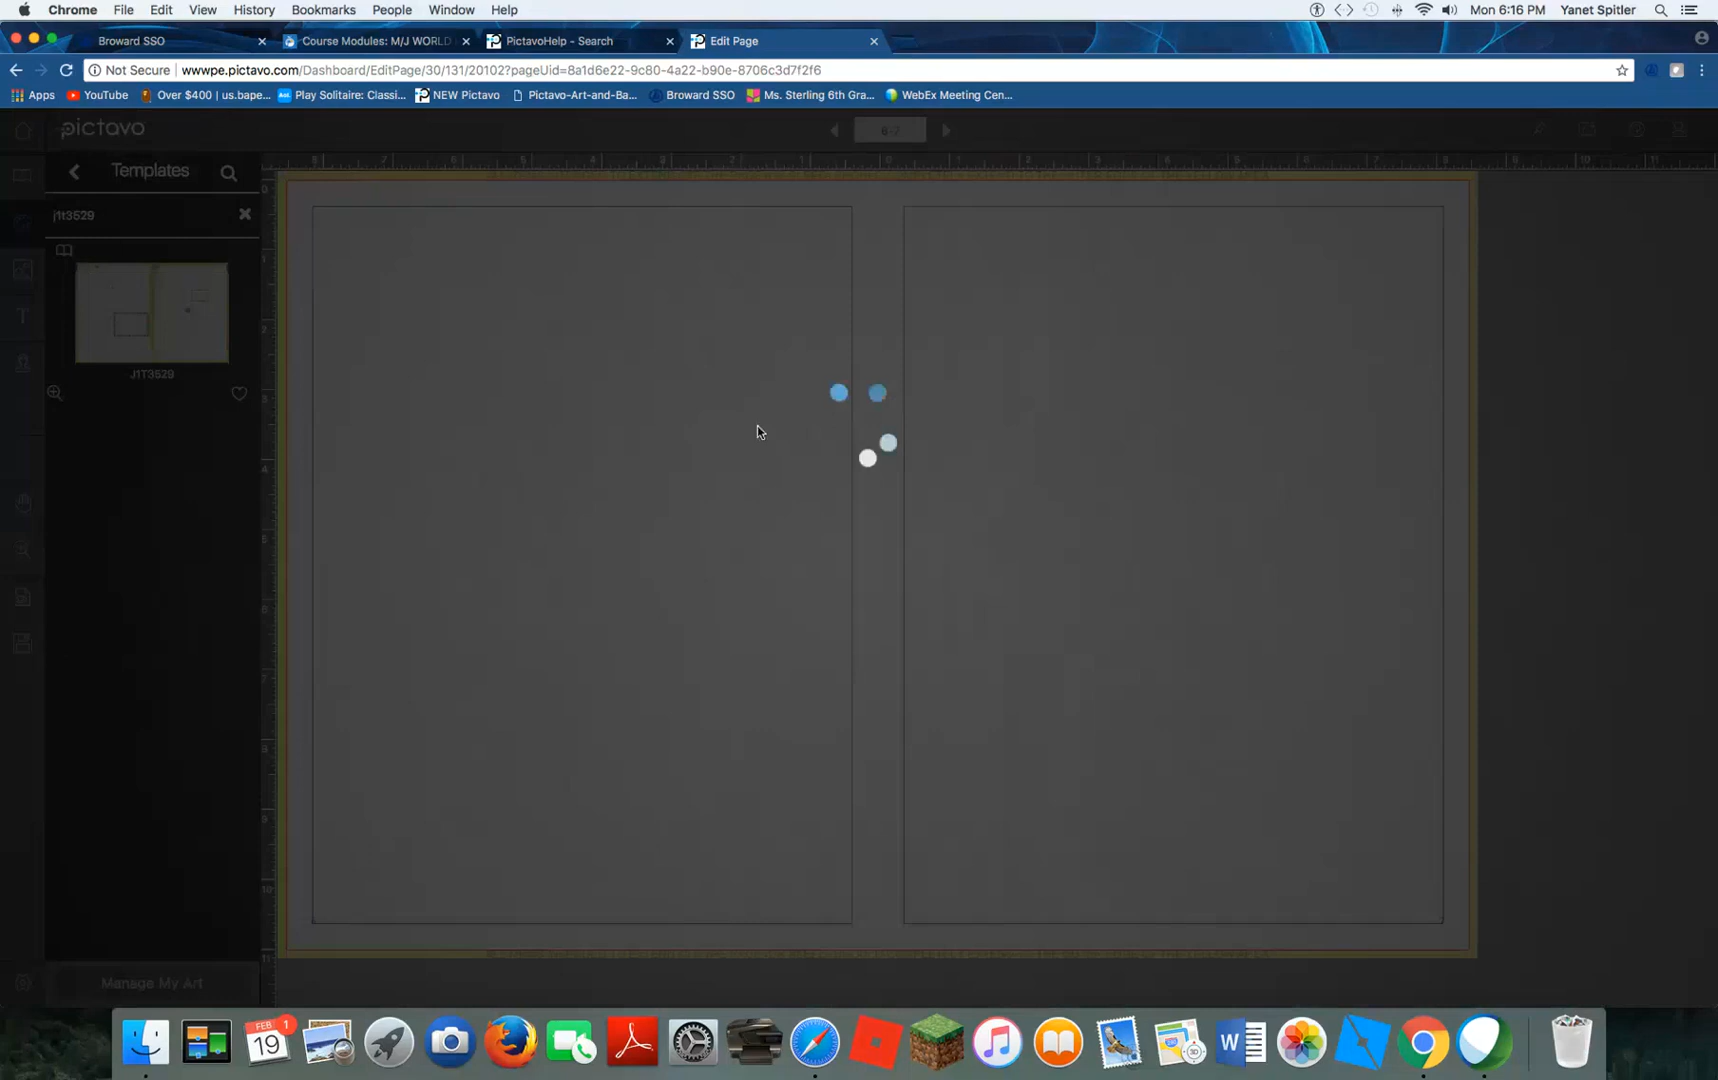 Chrome File Edit View History Bookmarks People Window Help Mon 6:16 PM Yanet Spitler
Broward SSO Course Modules: M/J WORLD PictavoHelp - Search Edit Page
Not Secure wwwpe.pictavo.com/Dashboard/EditPage/30/131/20102?pageUid=8a1d6e22-9c80-4a22-b90e-8706c3d7f2f6
Apps YouTube Over $400 | us.bape... Play Solitaire: Classi... NEW Pictavo Pictavo-Art-and-Ba... Broward SSO Ms. Sterling 6th Gra... WebEx Meeting Cen...
pictavo 6-7
Templates
j1t3529
J1T3529
Manage My Art
FEB 1
19